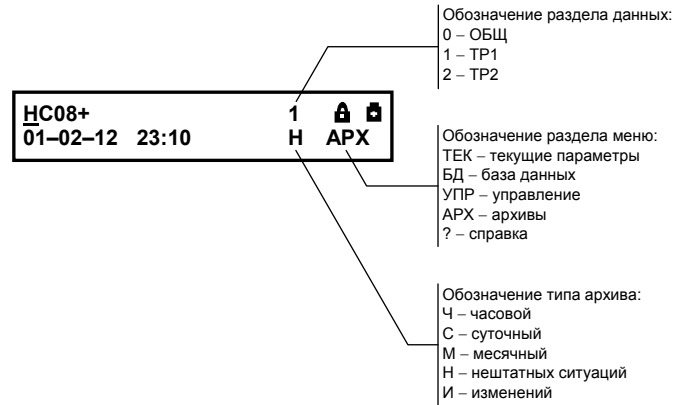 Обозначение раздела данных:
0 – ОБЩ
1 – ТР1
2 – ТР2
НС08+ 1
01–02–12 23:10 Н АРХ
Обозначение раздела меню:
ТЕК – текущие параметры
БД – база данных
УПР – управление
АРХ – архивы
? – справка
Обозначение типа архива:
Ч – часовой
С – суточный
М – месячный
Н – нештатных ситуаций
И – изменений